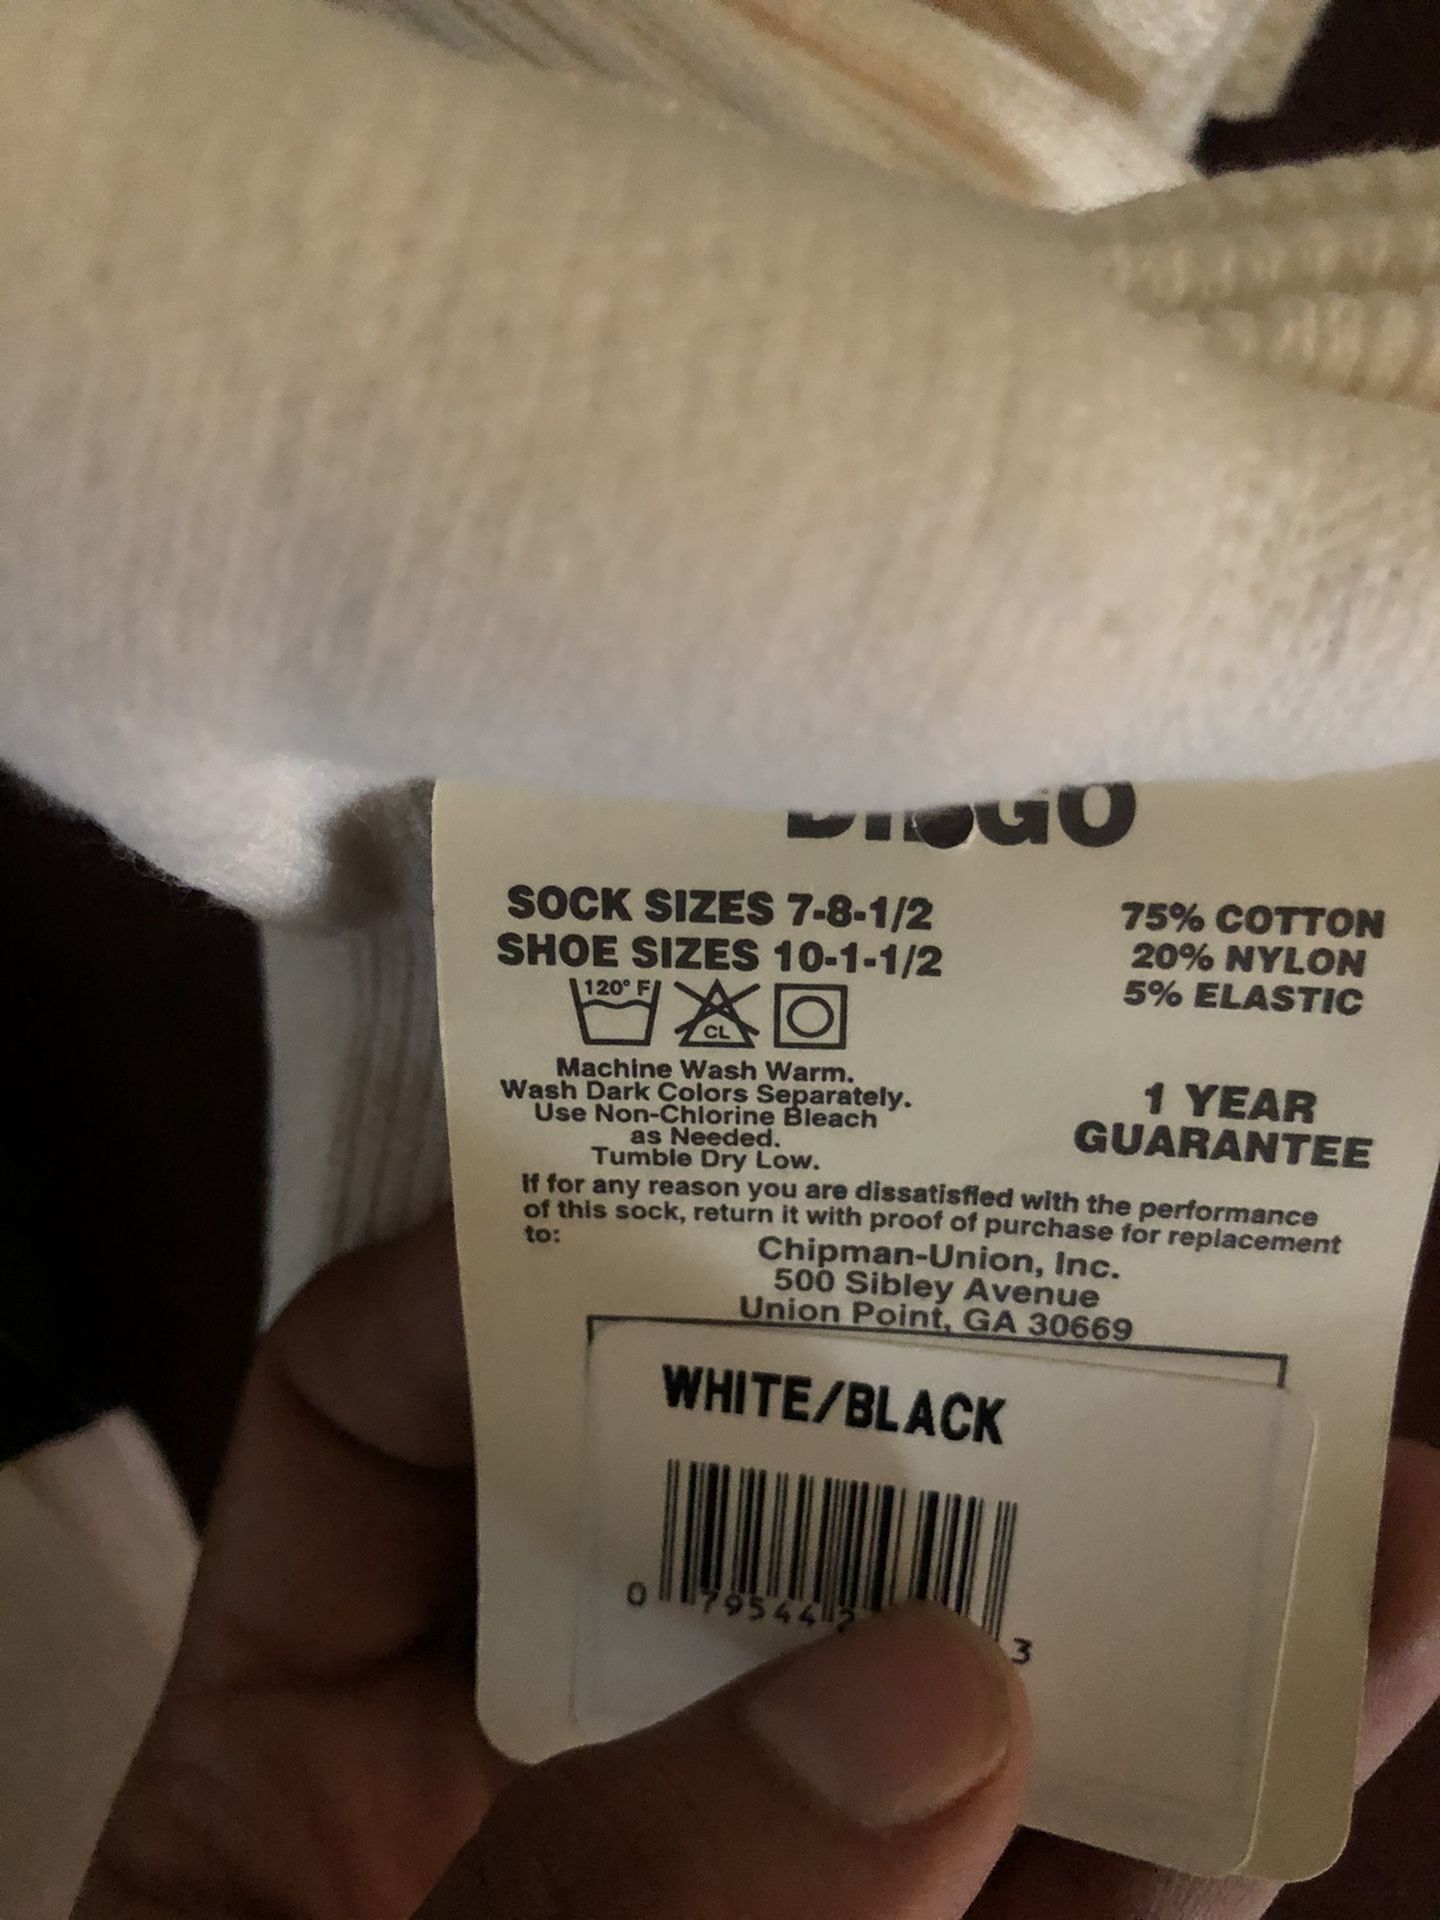 SOCK SIZES 7-8-1/2
SHOE SIZES 10-1-1/2
120° F
CL
Machine Wash Warm.
Wash Dark Colors Separately.
Use Non-Chlorine Bleach
as Needed.
Tumble Dry Low.
75% COTTON
20% NYLON
5% ELASTIC
1 YEAR
GUARANTEE
If for any reason you are dissatisfied with the performance
of this sock, return it with proof of purchase for replacement
to:
Chipman-Union, Inc.
500 Sibley Avenue
Union Point, GA 30669
WHITE/BLACK
0 79544 3